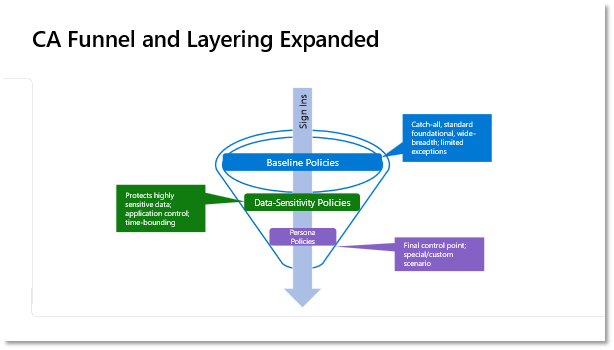 CA Funnel and Layering Expanded
Sign Ins
Catch-all, standard
foundational, wide-
breadth; limited
exceptions
Baseline Policies
Protects highly
sensitive data;
application control;
time-bounding
Data-Sensitivity Policies
Persona
Policies
Final control point;
special/custom
scenario